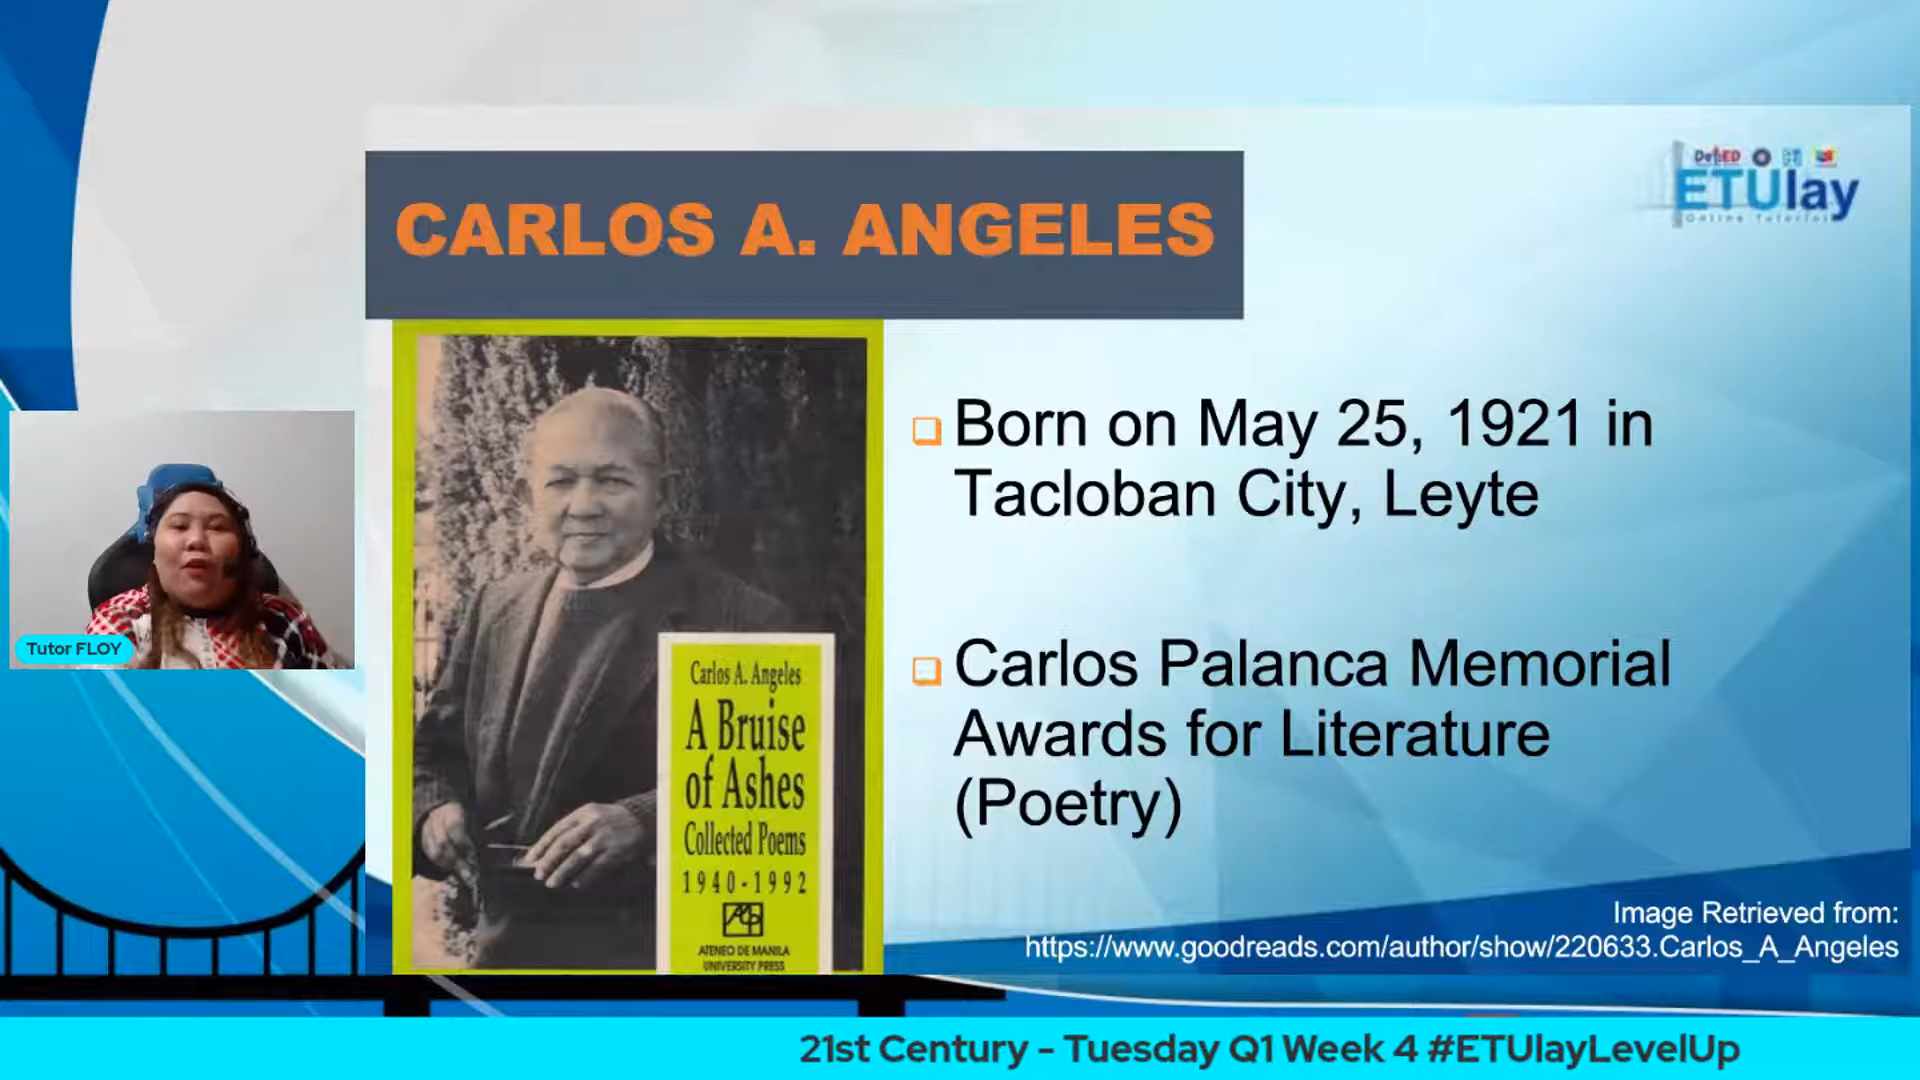 CARLOS A. ANGELES
DepED
ETUlay
Online Tutorial
Born on May 25, 1921 in
Tacloban City, Leyte
Carlos Palanca Memorial
Awards for Literature
(Poetry)
Carlos A. Angeles
A Bruise
of Ashes
Collected Poems
1940-1992
ATENEO DE MANILA
UNIVERSITY PRESS
Tutor FLOY
Image Retrieved from:
https://www.goodreads.com/author/show/220633.Carlos_A_Angeles
21st Century - Tuesday Q1 Week 4 #ETUlayLevelUp